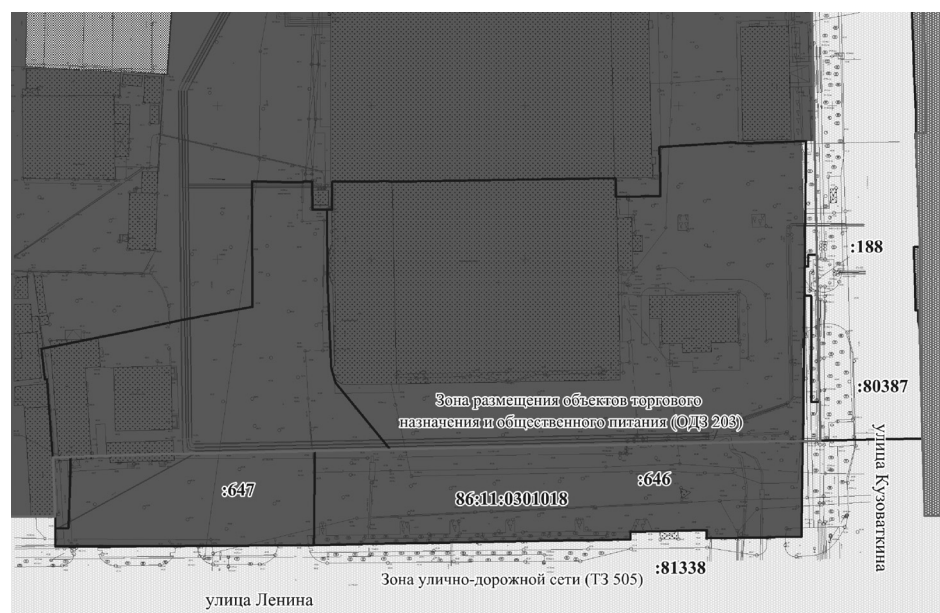 :188
:80387
Зона размещения объектов торгового
назначения и общественного питания (ОДЗ 203)
улица Кузоваткина
:647
:646
86:11:0301018
:81338
Зона улично-дорожной сети (ТЗ 505)
улица Ленина